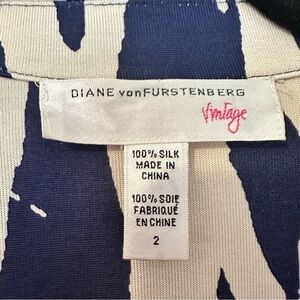 DIANE vonFURSTENBERG
Vintage
100% SILK
MADE IN
CHINA
100% SOIE
FABRIQUÉ
EN CHINE
2